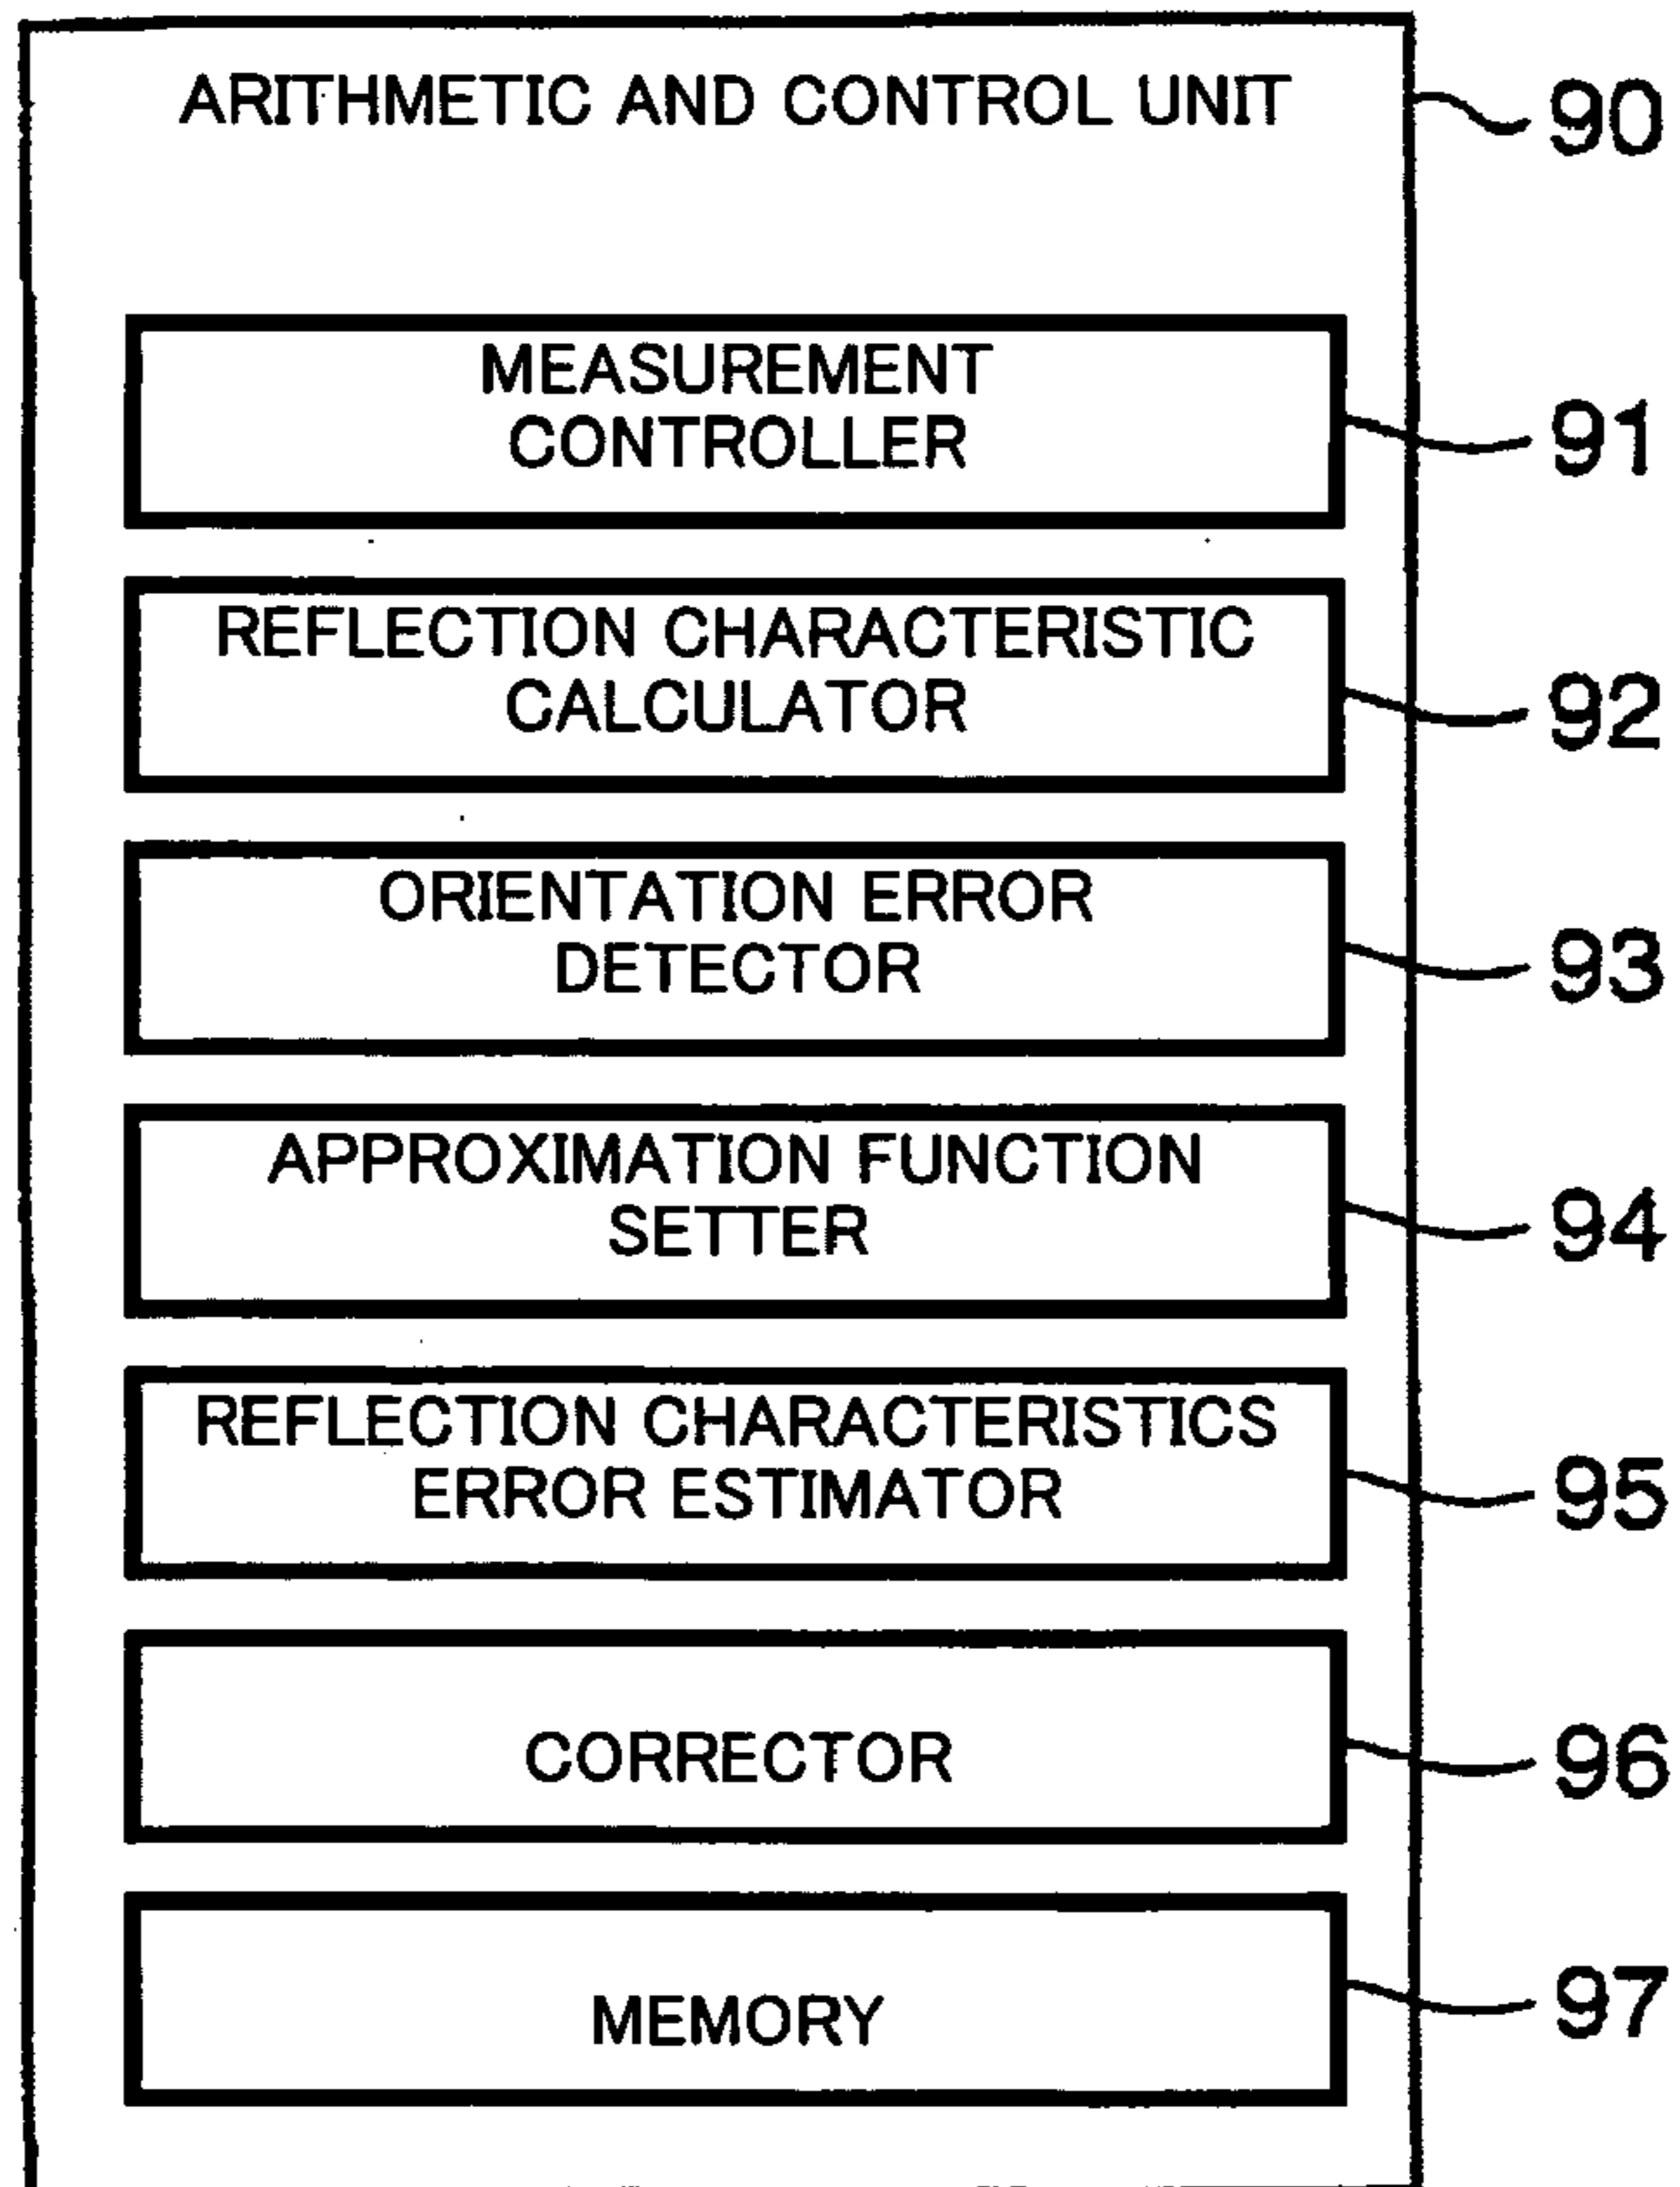 ARITHMETIC AND CONTROL UNIT
90
MEASUREMENT
CONTROLLER
91
REFLECTION CHARACTERISTIC
CALCULATOR
92
ORIENTATION ERROR
DETECTOR
93
APPROXIMATION FUNCTION
SETTER
94
REFLECTION CHARACTERISTICS
ERROR ESTIMATOR
95
CORRECTOR
96
MEMORY
97